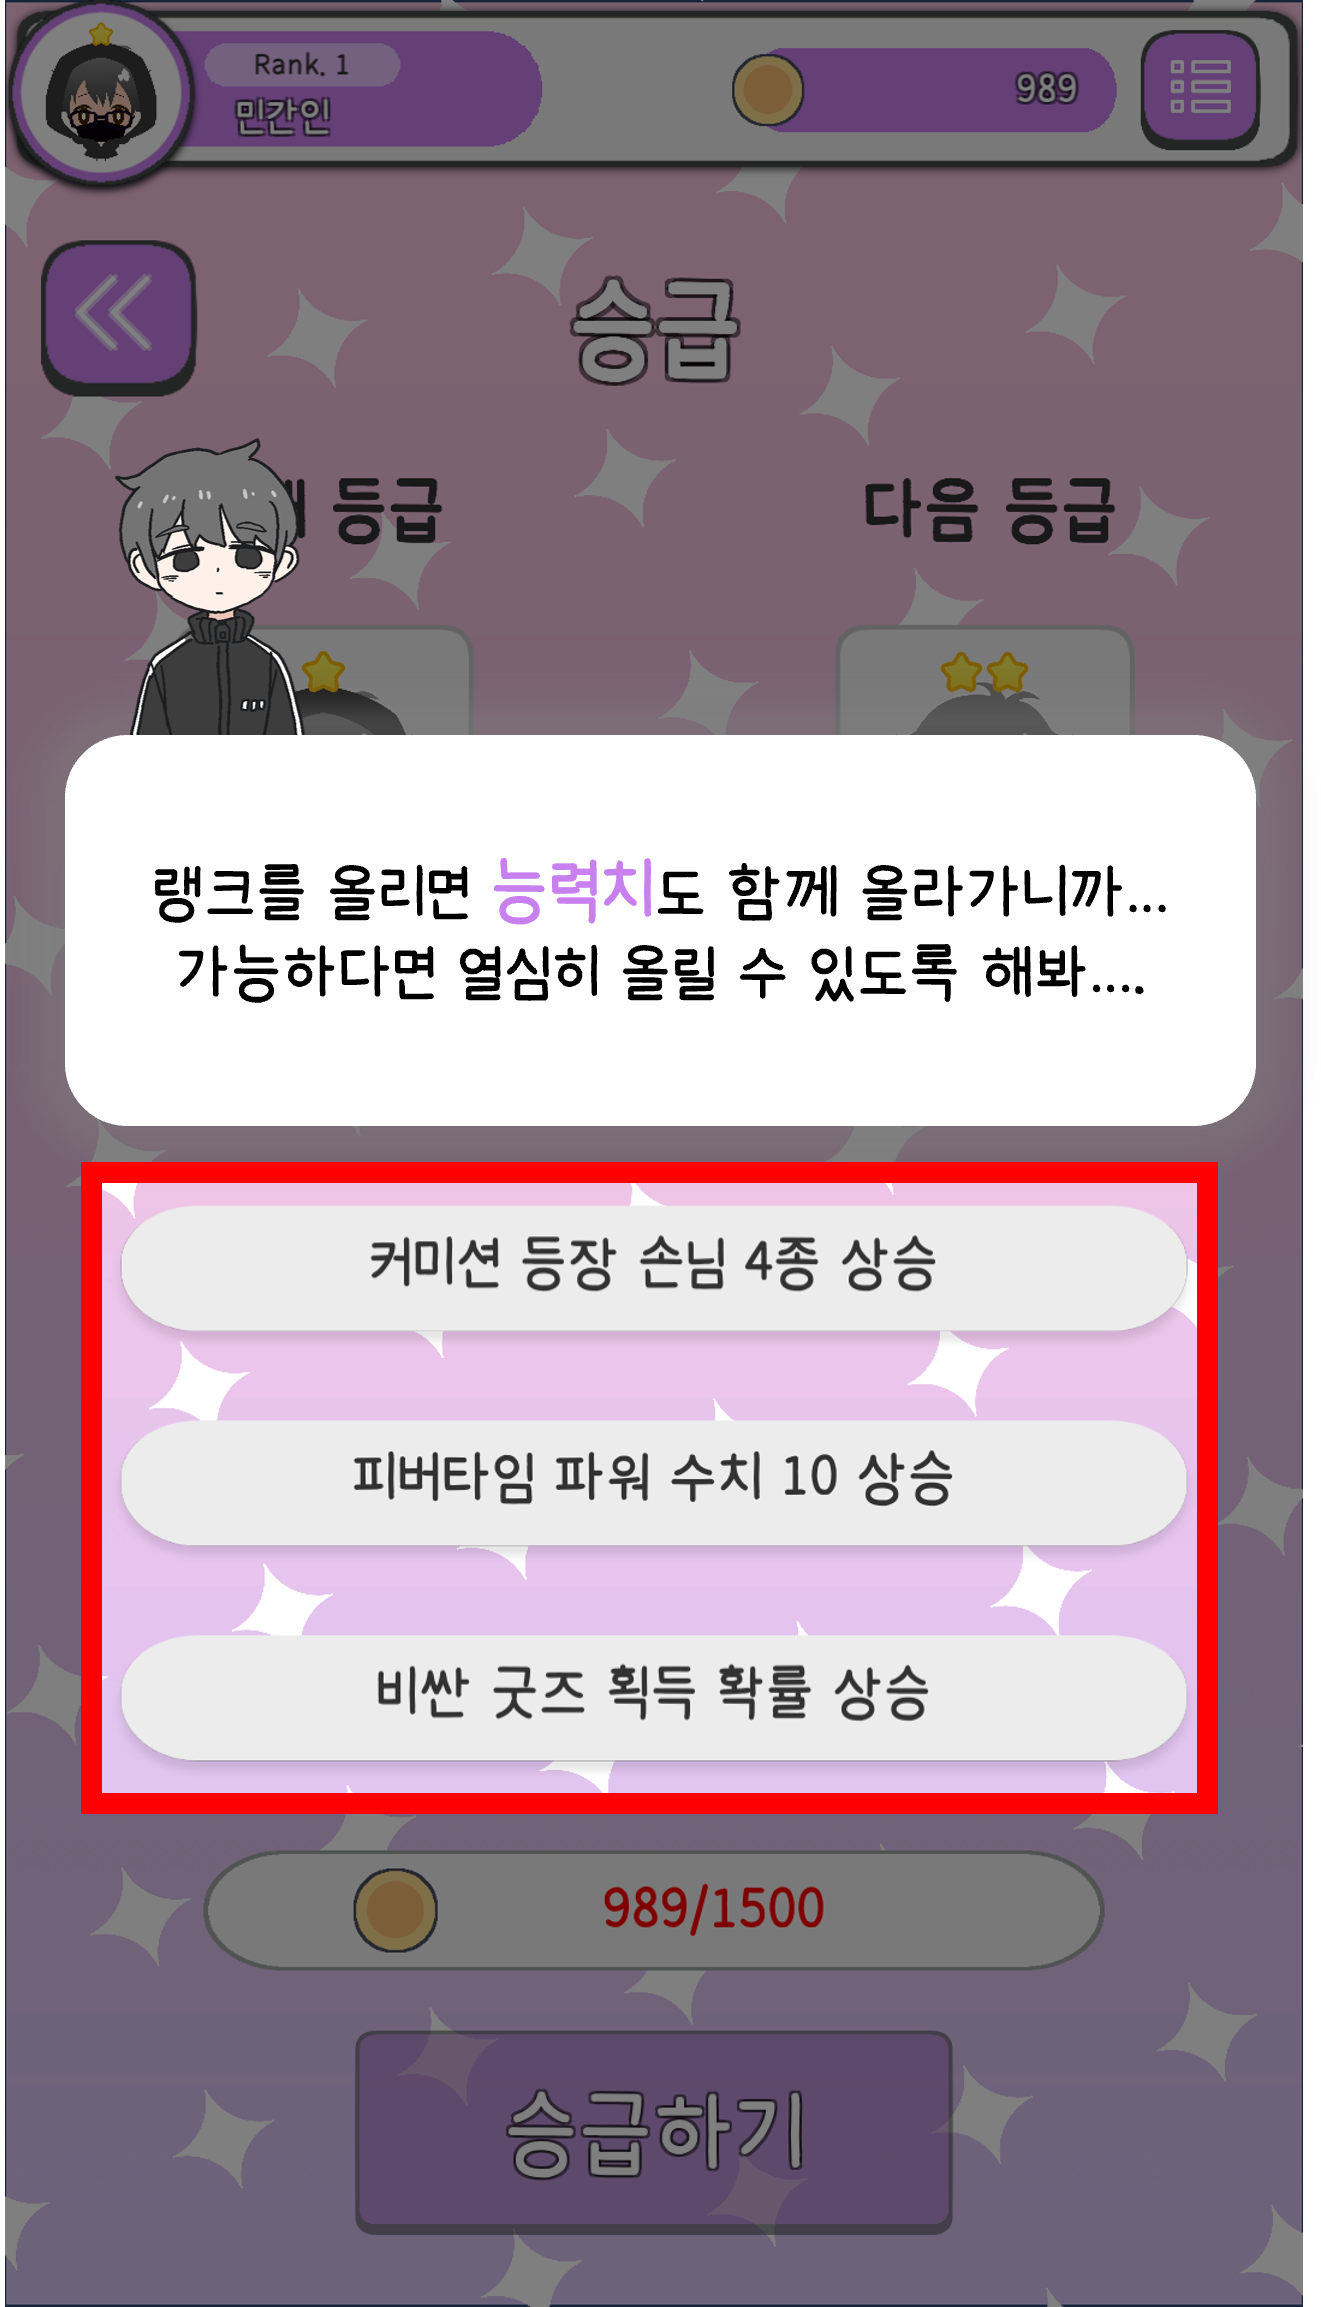 Rank. 1
민간인
989
승급
등급
다음 등급
랭크를 올리면 능력치도 함께 올라가니까...
가능하다면 열심히 올릴 수 있도록 해봐....
커미션 등장 손님 4종 상승
피버타임 파워 수치 10 상승
비싼 굿즈 획득 확률 상승
989/1500
승급하기